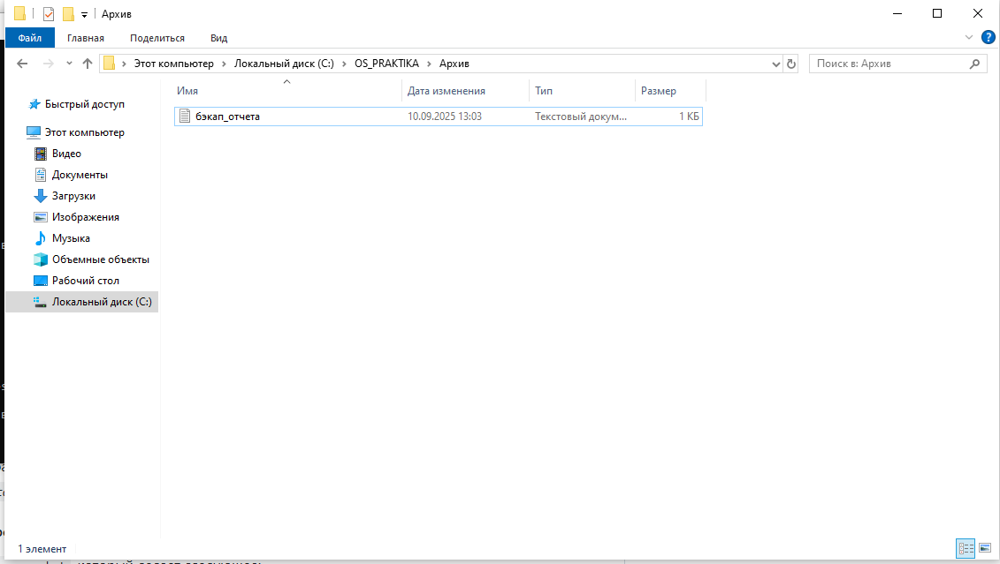 Архив
Файл Главная Поделиться Вид
Этот компьютер Локальный диск (C:) OS_PRAKTIKA Архив Поиск в: Архив
Имя Дата изменения Тип Размер
бэкап_отчета 10.09.2025 13:03 Текстовый докум... 1 КБ
Быстрый доступ
Этот компьютер
Видео
Документы
Загрузки
Изображения
Музыка
Объемные объекты
Рабочий стол
Локальный диск (C:)
1 элемент